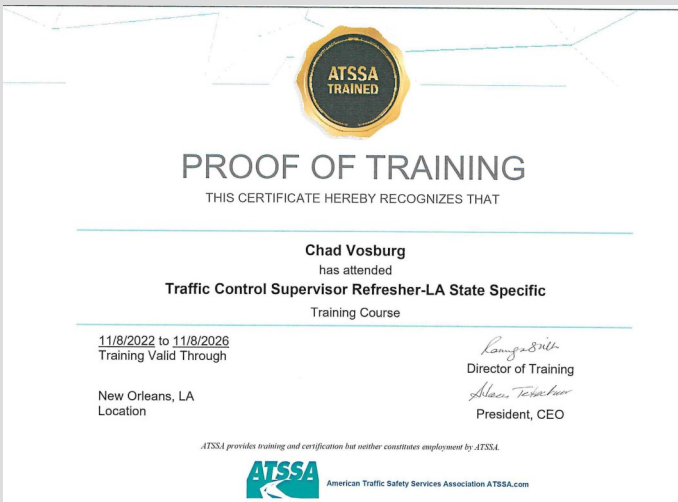 ATSSA
TRAINED
PROOF OF TRAINING
THIS CERTIFICATE HEREBY RECOGNIZES THAT
Chad Vosburg
has attended
Traffic Control Supervisor Refresher-LA State Specific
Training Course
11/8/2022 to 11/8/2026
Training Valid Through
Director of Training
New Orleans, LA
Location
President, CEO
ATSSA provides training and certification but neither constitutes employment by ATSSA.
ATSSA
American Traffic Safety Services Association ATSSA.com